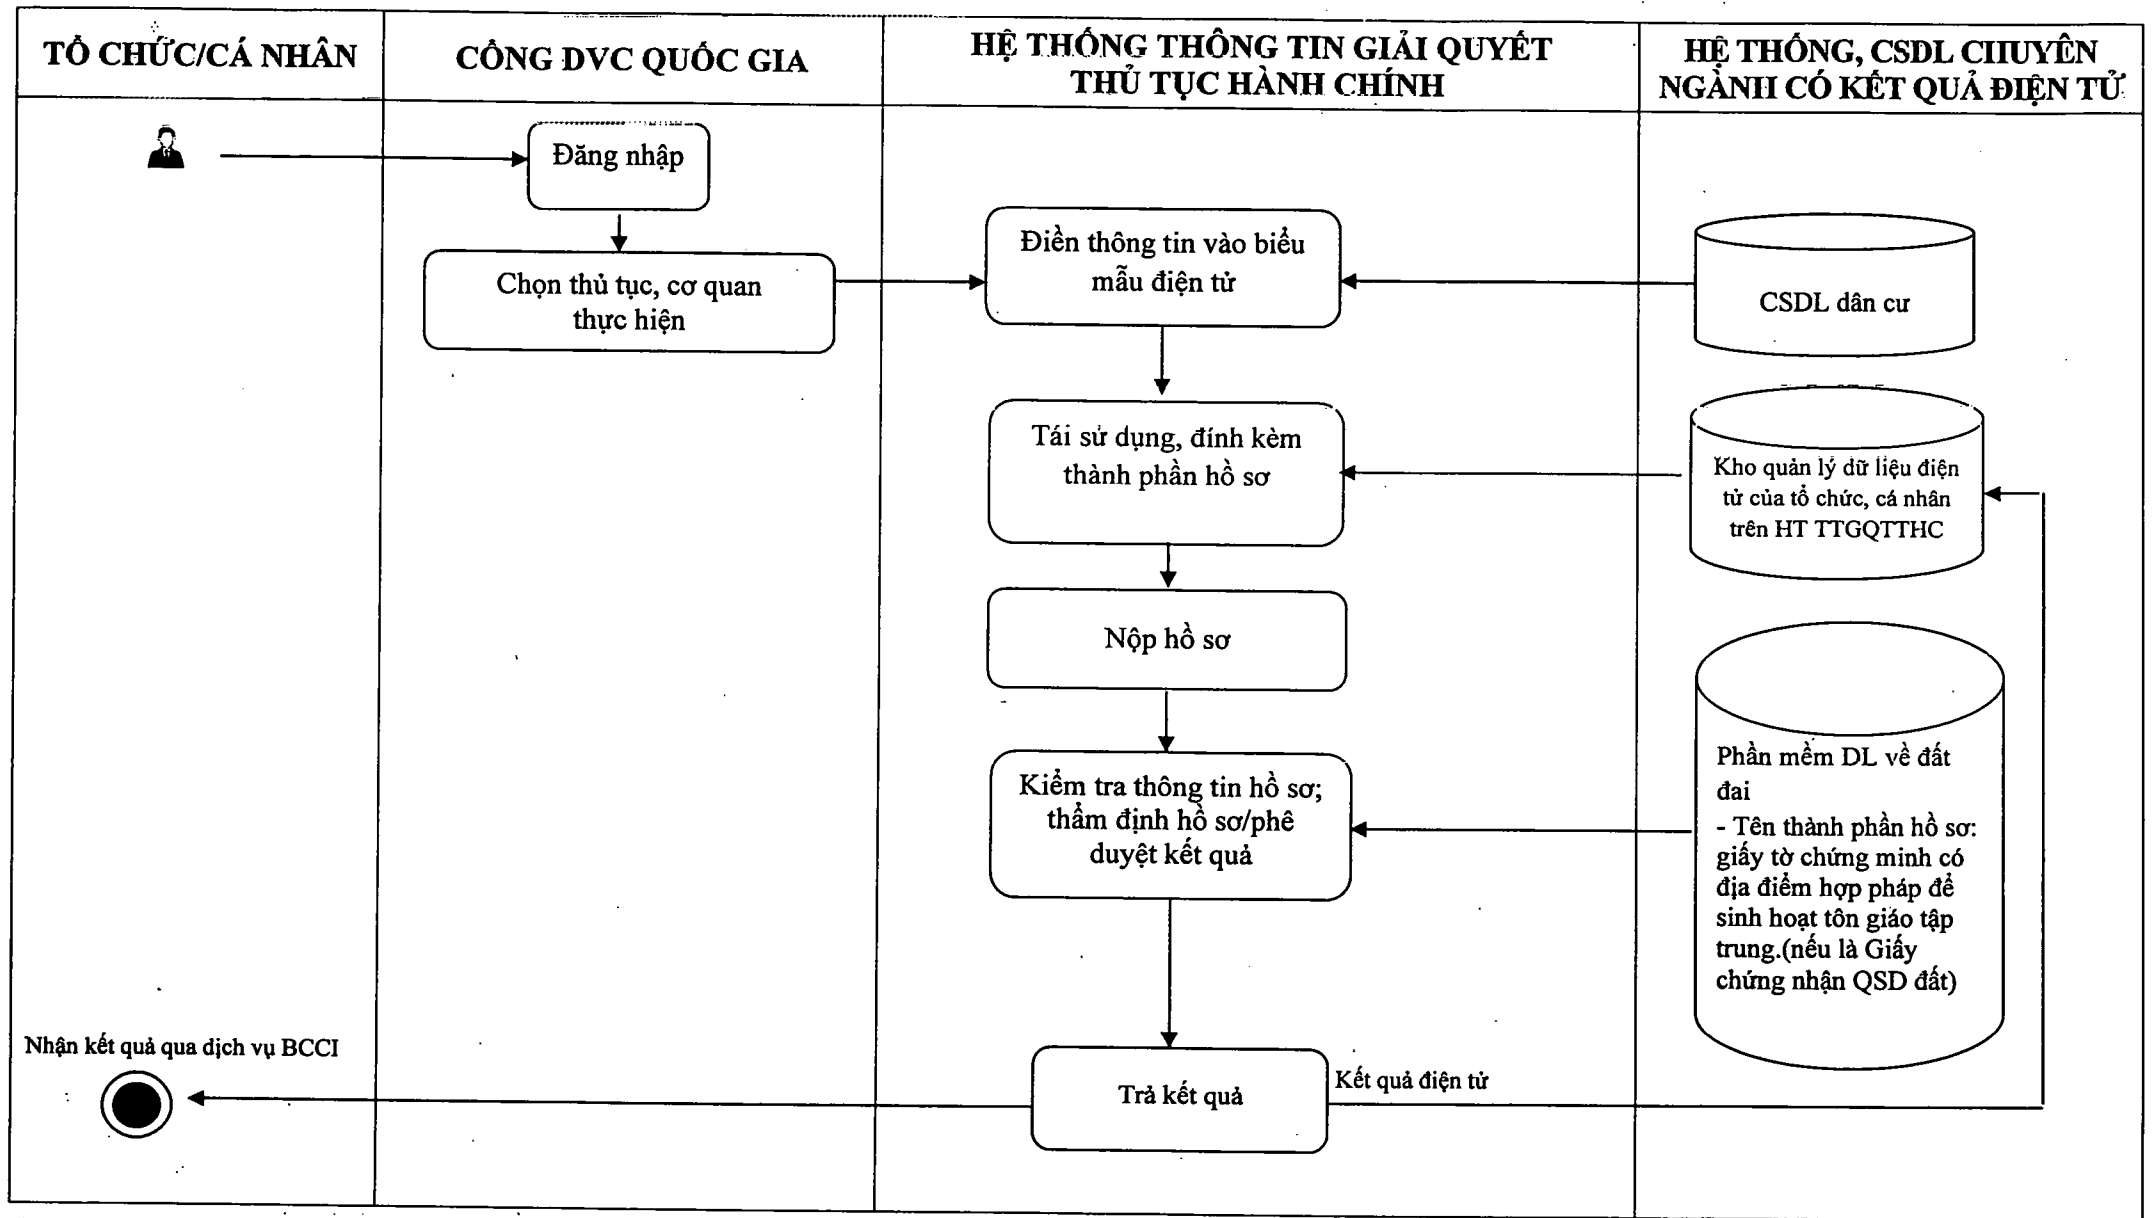 TỔ CHỨC/CÁ NHÂN
CỔNG DVC QUỐC GIA
HỆ THỐNG THÔNG TIN GIẢI QUYẾT
THỦ TỤC HÀNH CHÍNH
HỆ THỐNG, CSDL CHUYÊN
NGÀNH CÓ KẾT QUẢ ĐIỆN TỬ
Đăng nhập
Chọn thủ tục, cơ quan
thực hiện
Điền thông tin vào biểu
mẫu điện tử
CSDL dân cư
Tái sử dụng, đính kèm
thành phần hồ sơ
Kho quản lý dữ liệu điện
tử của tổ chức, cá nhân
trên HT TTGQTTHC
Nộp hồ sơ
Kiểm tra thông tin hồ sơ;
thẩm định hồ sơ/phê
duyệt kết quả
Phần mềm DL về đất
đai
- Tên thành phần hồ sơ:
giấy tờ chứng minh có
địa điểm hợp pháp để
sinh hoạt tôn giáo tập
trung.(nếu là Giấy
chứng nhận QSD đất)
Nhận kết quả qua dịch vụ BCCI
Trả kết quả
Kết quả điện tử